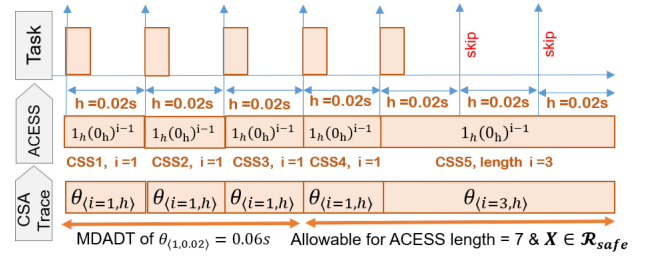 Task
skip
skip
h =0.02s h =0.02s h =0.02s h =0.02s h =0.02s h =0.02s h =0.02s
ACESS
1ₕ(0ₕ)ⁱ⁻¹ 1ₕ(0ₕ)ⁱ⁻¹ 1ₕ(0ₕ)ⁱ⁻¹ 1ₕ(0ₕ)ⁱ⁻¹ 1ₕ(0ₕ)ⁱ⁻¹
CSS1, i =1 CSS2, i =1 CSS3, i =1 CSS4, i =1 CSS5, length i =3
CSA
Trace
θ⟨i=1,h⟩ θ⟨i=1,h⟩ θ⟨i=1,h⟩ θ⟨i=1,h⟩ θ⟨i=3,h⟩
MDADT of θ⟨1,0.02⟩ = 0.06s Allowable for ACESS length = 7 & X ∈ ℛsafe